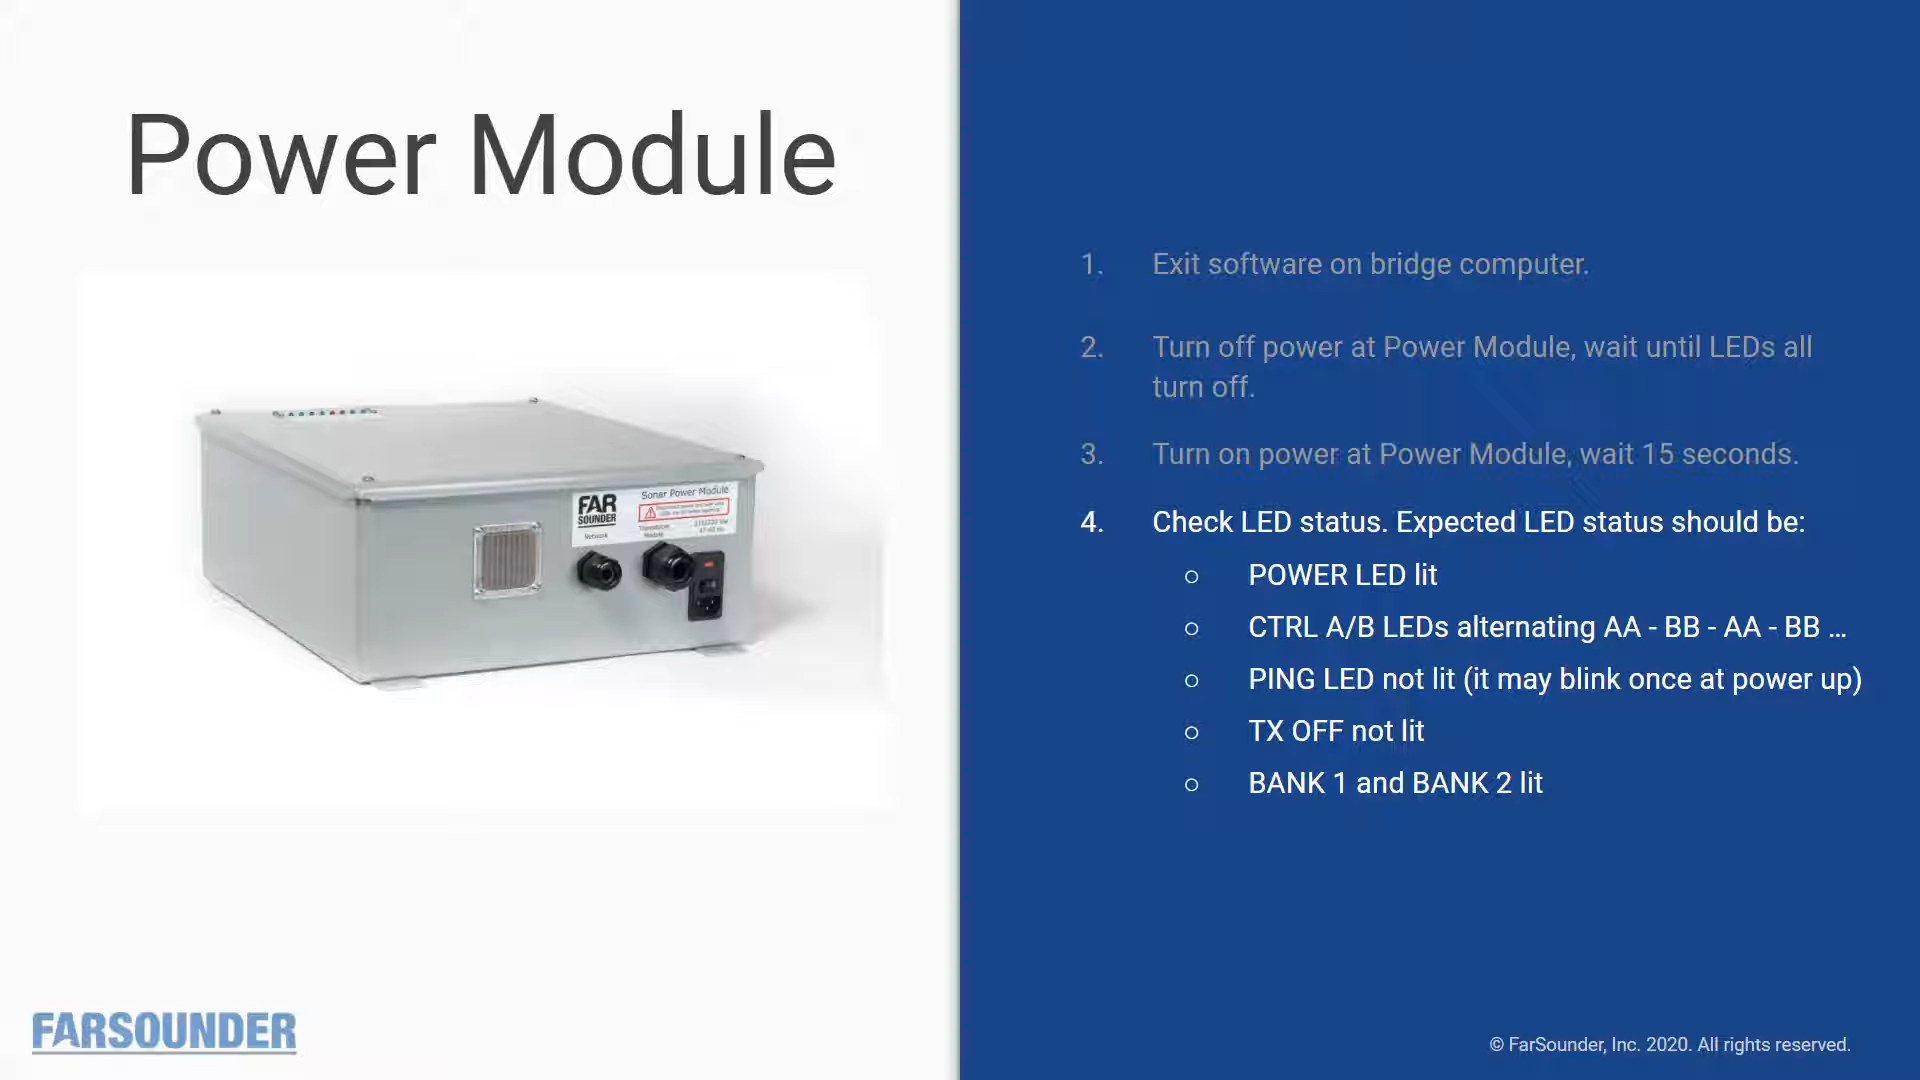 Power Module
FAR
SOUNDER
Sonar Power Module
Network
Transducer
Module
FARSOUNDER
1. Exit software on bridge computer.
2. Turn off power at Power Module, wait until LEDs all
turn off.
3. Turn on power at Power Module, wait 15 seconds.
4. Check LED status. Expected LED status should be:
○ POWER LED lit
○ CTRL A/B LEDs alternating AA - BB - AA - BB ...
○ PING LED not lit (it may blink once at power up)
○ TX OFF not lit
○ BANK 1 and BANK 2 lit
© FarSounder, Inc. 2020. All rights reserved.